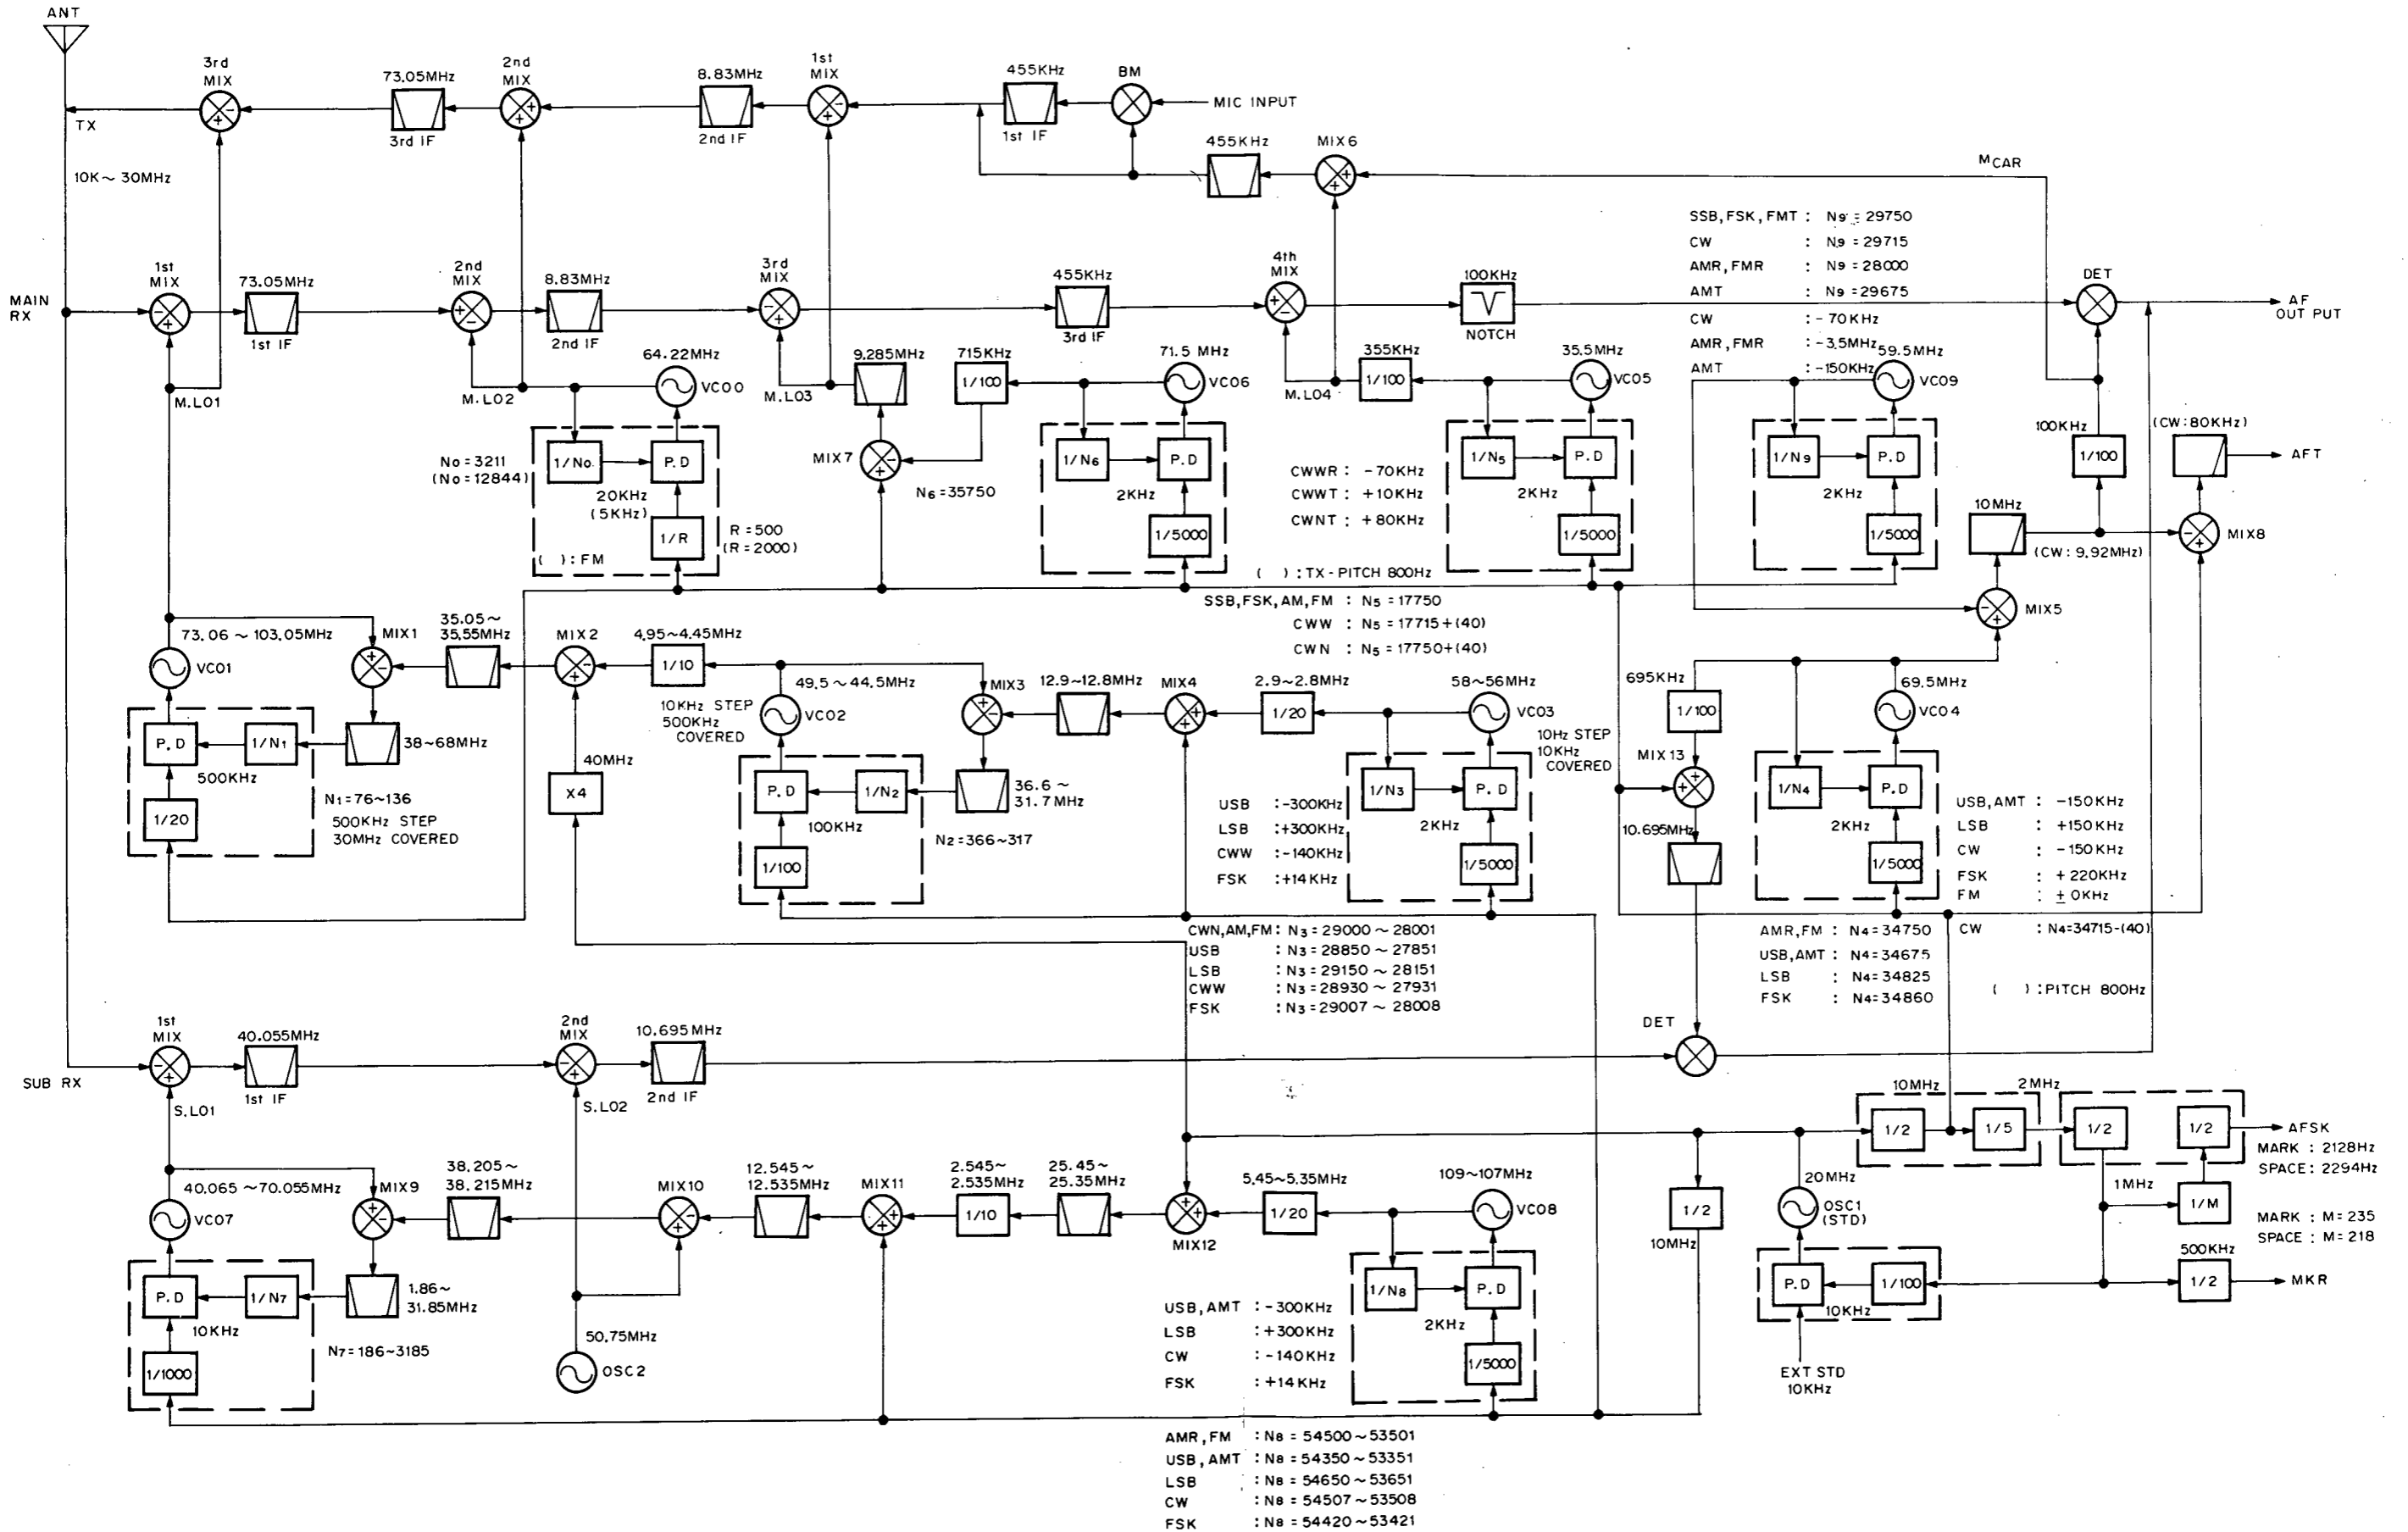 ANT
3rd
MIX
73.05MHz
3rd IF
2nd
MIX
8.83MHz
2nd IF
1st
MIX
455KHz
1st IF
BM
MIC INPUT
TX
10K~30MHz
455KHz
MIX6
MCAR
SSB,FSK,FMT : N9 = 29750
CW : N9 = 29715
AMR,FMR : N9 = 28000
AMT : N9 = 29675
CW : -70KHz
AMR,FMR : -3.5MHz
AMT : -150KHz
MAIN
RX
1st
MIX
73.05MHz
1st IF
2nd
MIX
8.83MHz
2nd IF
3rd
MIX
455KHz
3rd IF
4th
MIX
100KHz
NOTCH
DET
AF
OUT PUT
M.LO1
M.LO2
64.22MHz
VCO0
M.LO3
9.285MHz
715KHz
1/100
71.5 MHz
VCO6
M.LO4
355KHz
1/100
35.5MHz
VCO5
59.5MHz
VCO9
No=3211
(No=12844)
1/No
P.D
20KHz
(5KHz)
1/R
R=500
(R=2000)
( ):FM
MIX7
N6=35750
1/N6
P.D
2KHz
1/5000
CWWR : -70KHz
CWWT : +10KHz
CWNT : +80KHz
1/N5
P.D
2KHz
1/5000
1/N9
P.D
2KHz
1/5000
100KHz
1/100
(CW:80KHz)
AFT
10MHz
(CW:9.92MHz)
MIX8
MIX5
( ) : TX-PITCH 800Hz
SSB,FSK,AM,FM : N5=17750
CWW : N5=17715+(40)
CWN : N5=17750+(40)
73.06~103.05MHz
VCO1
MIX1
35.05~
35.55MHz
MIX2
4.95~4.45MHz
1/10
49.5~44.5MHz
VCO2
10KHz STEP
500KHz
COVERED
MIX3
12.9~12.8MHz
MIX4
2.9~2.8MHz
1/20
58~56MHz
VCO3
10Hz STEP
10KHz
COVERED
695KHz
1/100
69.5MHz
VCO4
MIX13
10.695MHz
P.D
1/N1
500KHz
1/20
38~68MHz
N1=76~136
500KHz STEP
30MHz COVERED
40MHz
X4
P.D
1/N2
100KHz
1/100
36.6~
31.7MHz
N2=366~317
USB :-300KHz
LSB :+300KHz
CWW :-140KHz
FSK :+14KHz
1/N3
P.D
2KHz
1/5000
1/N4
P.D
2KHz
1/5000
USB,AMT : -150KHz
LSB : +150KHz
CW : -150KHz
FSK : +220KHz
FM : ±0KHz
CWN,AM,FM : N3=29000~28001
USB : N3=28850~27851
LSB : N3=29150~28151
CWW : N3=28930~27931
FSK : N3=29007~28008
AMR,FM : N4=34750
USB,AMT : N4=34675
LSB : N4=34825
FSK : N4=34860
CW : N4=34715-(40)
( ) : PITCH 800Hz
SUB RX
1st
MIX
40.055MHz
1st IF
2nd
MIX
10.695MHz
2nd IF
DET
S.LO1
S.LO2
40.065~70.055MHz
VCO7
MIX9
38.205~
38.215MHz
MIX10
12.545~
12.535MHz
MIX11
2.545~
2.535MHz
1/10
25.45~
25.35MHz
MIX12
5.45~5.35MHz
1/20
109~107MHz
VCO8
1/2
10MHz
20MHz
OSC1
(STD)
10MHz
1/2
1/5
2MHz
1/2
1/2
AFSK
MARK : 2128Hz
SPACE : 2294Hz
1MHz
1/M
MARK : M=235
SPACE : M=218
500KHz
1/2
MKR
P.D
1/100
10KHz
EXT STD
10KHz
P.D
1/N7
10KHz
1/1000
1.86~
31.85MHz
N7=186~3185
50.75MHz
OSC2
USB,AMT : -300KHz
LSB : +300KHz
CW : -140KHz
FSK : +14KHz
1/N8
P.D
2KHz
1/5000
AMR,FM : N8=54500~53501
USB,AMT : N8=54350~53351
LSB : N8=54650~53651
CW : N8=54507~53508
FSK : N8=54420~53421